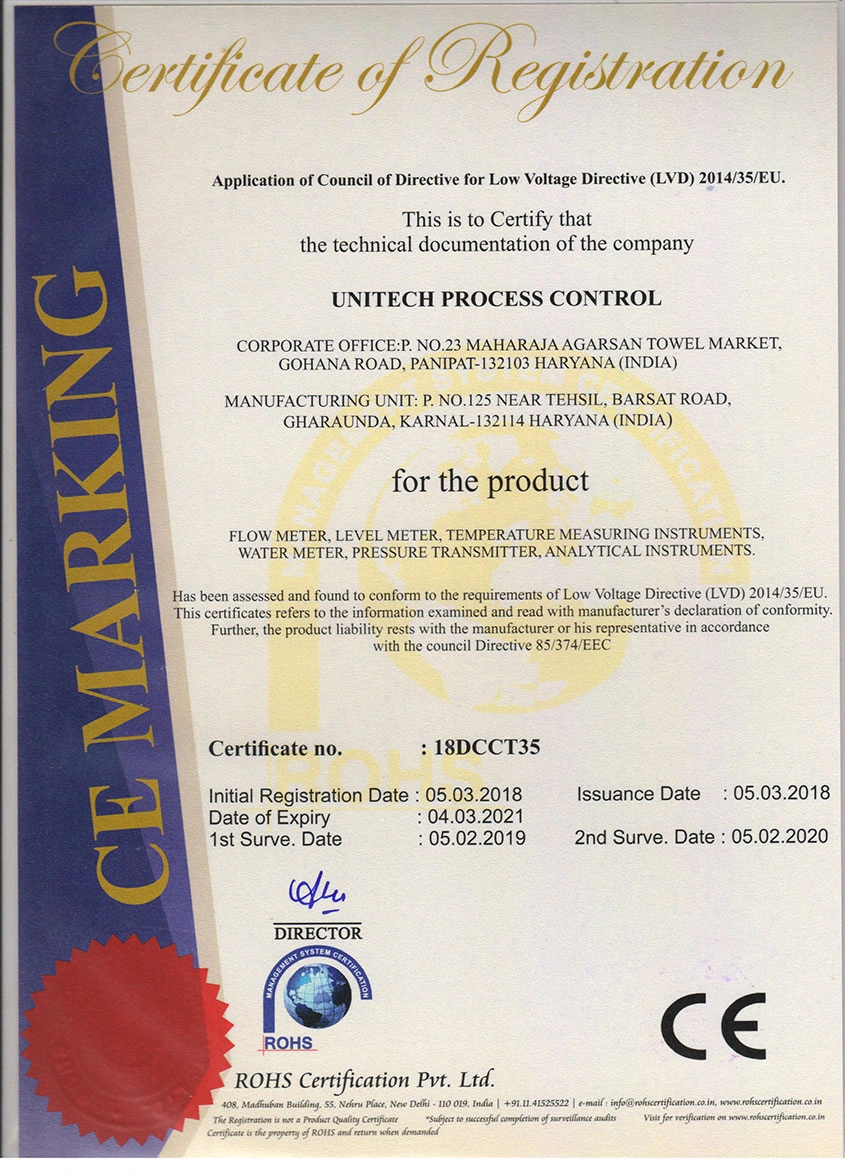 Certificate of Registration
Application of Council of Directive for Low Voltage Directive (LVD) 2014/35/EU.
This is to Certify that
the technical documentation of the company
UNITECH PROCESS CONTROL
CORPORATE OFFICE:P. NO.23 MAHARAJA AGARSAN TOWEL MARKET,
GOHANA ROAD, PANIPAT-132103 HARYANA (INDIA)
MANUFACTURING UNIT: P. NO.125 NEAR TEHSIL, BARSAT ROAD,
GHARAUNDA, KARNAL-132114 HARYANA (INDIA)
for the product
FLOW METER, LEVEL METER, TEMPERATURE MEASURING INSTRUMENTS,
WATER METER, PRESSURE TRANSMITTER, ANALYTICAL INSTRUMENTS.
Has been assessed and found to conform to the requirements of Low Voltage Directive (LVD) 2014/35/EU.
This certificates refers to the information examined and read with manufacturer's declaration of conformity.
Further, the product liability rests with the manufacturer or his representative in accordance
with the council Directive 85/374/EEC
MANAGEMENT SYSTEM CERTIFICATION
ROHS
CE MARKING
Certificate no. : 18DCCT35
Initial Registration Date : 05.03.2018 Issuance Date : 05.03.2018
Date of Expiry : 04.03.2021
1st Surve. Date : 05.02.2019 2nd Surve. Date : 05.02.2020
DIRECTOR
MANAGEMENT SYSTEM CERTIFICATION
ROHS
CE
ROHS Certification Pvt. Ltd.
408, Madhuban Building, 55, Nehru Place, New Delhi - 110 019, India | +91.11.41525522 | e-mail : info@rohscertification.co.in, www.rohscertification.co.in
The Registration is not a Product Quality Certificate *Subject to successful completion of surveillance audits Visit for verification on www.rohscertification.co.in
Certificate is the property of ROHS and return when demanded